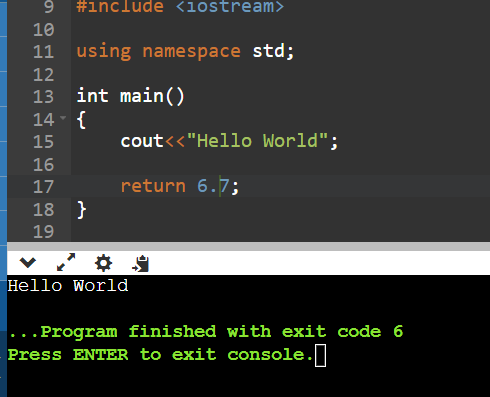 9 #include <iostream>
10
11 using namespace std;
12
13 int main()
14 {
15     cout<<"Hello World";
16
17     return 6.7;
18 }
19
Hello World
...Program finished with exit code 6
Press ENTER to exit console.